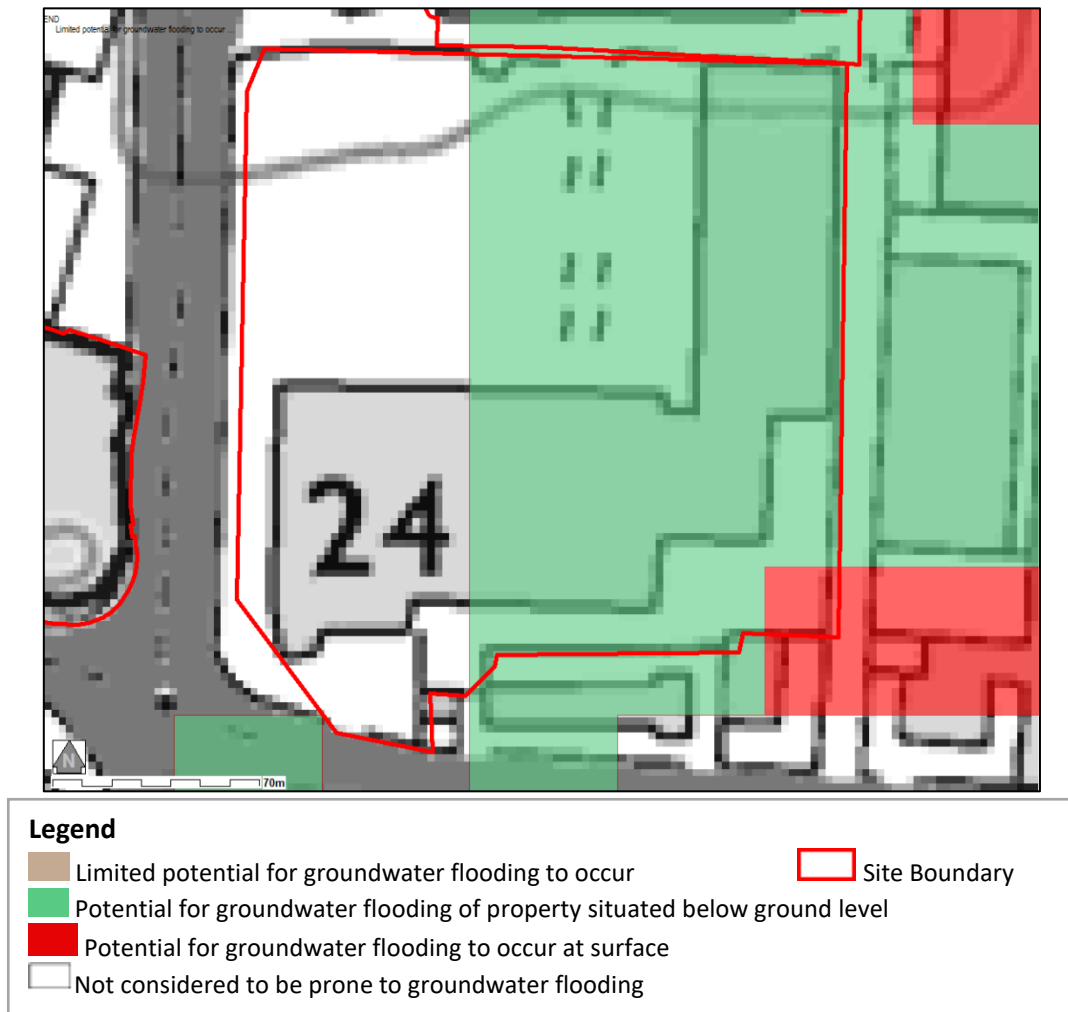 END
Limited potential for groundwater flooding to occur ...
24
N
70m
Legend
Limited potential for groundwater flooding to occur
Site Boundary
Potential for groundwater flooding of property situated below ground level
Potential for groundwater flooding to occur at surface
Not considered to be prone to groundwater flooding